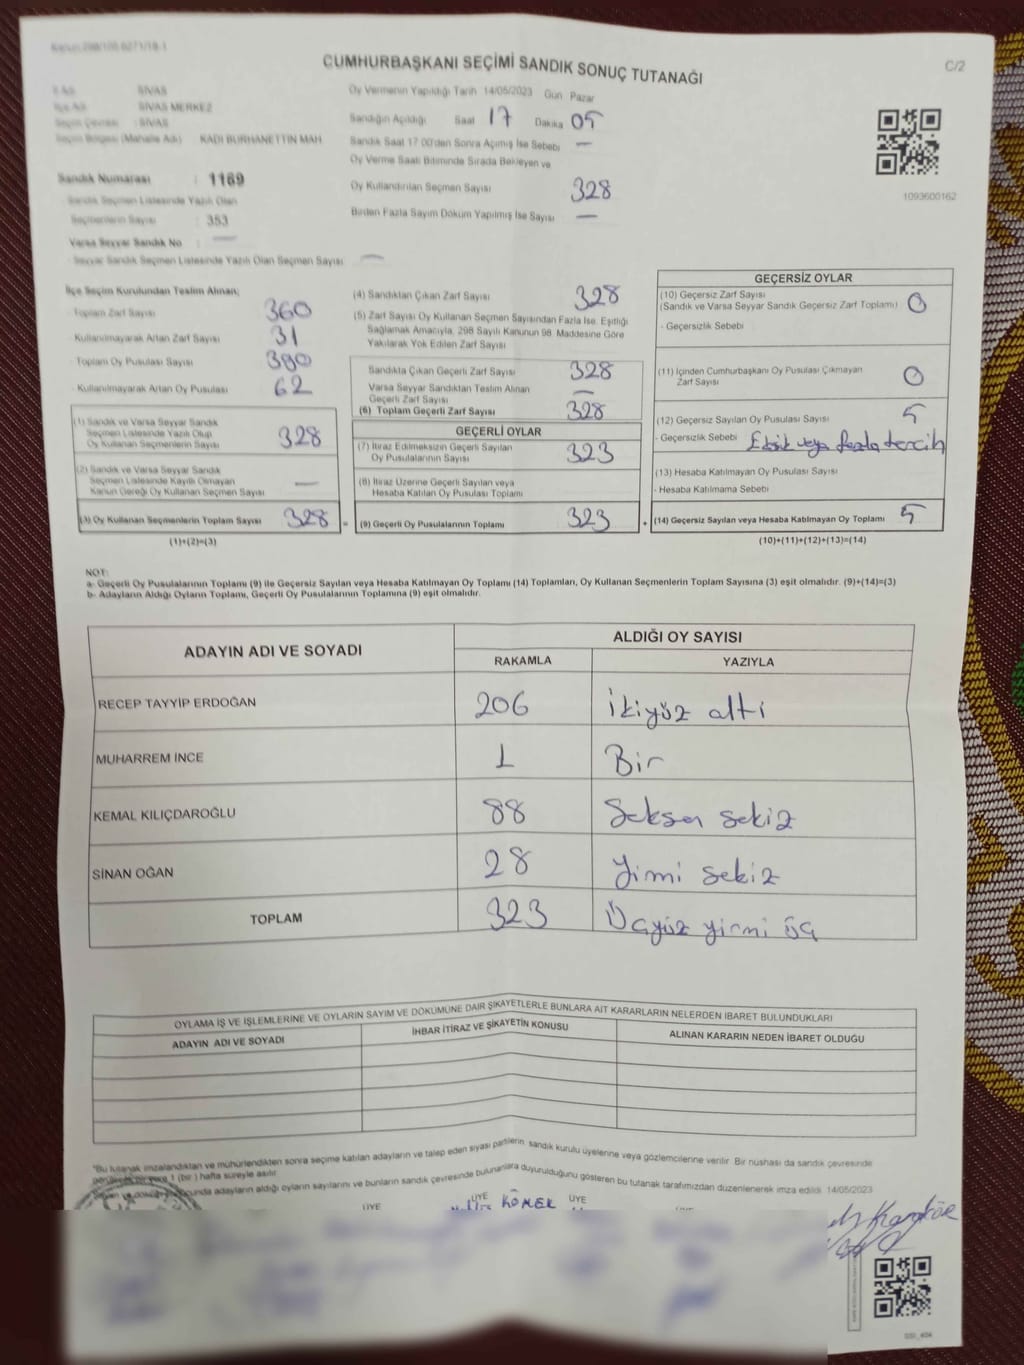 Kanun:298/105,6271/18-1
CUMHURBAŞKANI SEÇİMİ SANDIK SONUÇ TUTANAĞI
C/2
İl Adı : SİVAS
İlçe Adı : SİVAS MERKEZ
Seçim Çevresi : SİVAS
Seçim Bölgesi (Mahalle Adı) : KADI BURHANETTİN MAH
Sandık Numarası : 1169
Sandık Seçmen Listesinde Yazılı Olan
Seçmenlerin Sayısı : 353
Varsa Seyyar Sandık No : —
Seyyar Sandık Seçmen Listesinde Yazılı Olan Seçmen Sayısı : —
Oy Vermenin Yapıldığı Tarih 14/05/2023 Gün Pazar
Sandığın Açıldığı Saat 17 Dakika 05
Sandık Saat 17.00'den Sonra Açımış İse Sebebi —
Oy Verme Saati Bitiminde Sırada Bekleyen ve
Oy Kullandırılan Seçmen Sayısı 328
Birden Fazla Sayım Döküm Yapılmış İse Sayısı —
1093600162
İlçe Seçim Kurulundan Teslim Alınan;
Toplam Zarf Sayısı 360
Kullanılmayarak Artan Zarf Sayısı 31
Toplam Oy Pusulası Sayısı 390
Kullanılmayarak Artan Oy Pusulası 62
(1) Sandık ve Varsa Seyyar Sandık
Seçmen Listesinde Yazılı Olup
Oy Kullanan Seçmenlerin Sayısı 328
(2) Sandık ve Varsa Seyyar Sandık
Seçmen Listesinde Kayıtlı Olmayan
Kanun Gereği Oy Kullanan Seçmen Sayısı —
(3) Oy Kullanan Seçmenlerin Toplam Sayısı 328
(1)+(2)=(3)
(4) Sandıktan Çıkan Zarf Sayısı 328
(5) Zarf Sayısı Oy Kullanan Seçmen Sayısından Fazla İse, Eşitliği
Sağlamak Amacıyla, 298 Sayılı Kanunun 98. Maddesine Göre
Yakılarak Yok Edilen Zarf Sayısı
Sandıkta Çıkan Geçerli Zarf Sayısı 328
Varsa Seyyar Sandıktan Teslim Alınan
Geçerli Zarf Sayısı —
(6) Toplam Geçerli Zarf Sayısı 328
GEÇERLİ OYLAR
(7) İtiraz Edilmeksizin Geçerli Sayılan
Oy Pusulalarının Sayısı 323
(8) İtiraz Üzerine Geçerli Sayılan veya
Hesaba Katılan Oy Pusulası Toplamı
= (9) Geçerli Oy Pusulalarının Toplamı 323 +
GEÇERSİZ OYLAR
(10) Geçersiz Zarf Sayısı
(Sandık ve Varsa Seyyar Sandık Geçersiz Zarf Toplamı) 0
- Geçersizlik Sebebi
(11) İçinden Cumhurbaşkanı Oy Pusulası Çıkmayan
Zarf Sayısı 0
(12) Geçersiz Sayılan Oy Pusulası Sayısı 5
- Geçersizlik Sebebi Eksik veya fazla tercih
(13) Hesaba Katılmayan Oy Pusulası Sayısı
- Hesaba Katılmama Sebebi
(14) Geçersiz Sayılan veya Hesaba Katılmayan Oy Toplamı 5
(10)+(11)+(12)+(13)=(14)
NOT:
a- Geçerli Oy Pusulalarının Toplamı (9) ile Geçersiz Sayılan veya Hesaba Katılmayan Oy Toplamı (14) Toplamları, Oy Kullanan Seçmenlerin Toplam Sayısına (3) eşit olmalıdır. (9)+(14)=(3)
b- Adayların Aldığı Oyların Toplamı, Geçerli Oy Pusulalarının Toplamına (9) eşit olmalıdır.
ADAYIN ADI VE SOYADI
ALDIĞI OY SAYISI
RAKAMLA YAZIYLA
RECEP TAYYİP ERDOĞAN 206 İkiyüz altı
MUHARREM İNCE 1 Bir
KEMAL KILIÇDAROĞLU 88 Seksen sekiz
SİNAN OĞAN 28 Yirmi sekiz
TOPLAM 323 Üçyüz yirmi üç
OYLAMA İŞ VE İŞLEMLERİNE VE OYLARIN SAYIM VE DÖKÜMÜNE DAİR ŞİKAYETLERLE BUNLARA AİT KARARLARIN NELERDEN İBARET BULUNDUKLARI
ADAYIN ADI VE SOYADI
İHBAR İTİRAZ VE ŞİKAYETİN KONUSU
ALINAN KARARIN NEDEN İBARET OLDUĞU
"Bu tutanak imzalandıktan ve mühürlendikten sonra seçime katılan adayların ve talep eden siyasi partilerin sandık kurulu üyelerine veya gözlemcilerine verilir. Bir nüshası da sandık çevresinde
1 (bir) hafta süreyle asılır.
adayların aldığı oyların sayılarını ve bunların sandık çevresinde bulunanlara duyurulduğunu gösteren bu tutanak tarafımızdan düzenlenerek imza edildi. 14/05/2023
ÜYE ÜYE ÜYE
KÖMEK